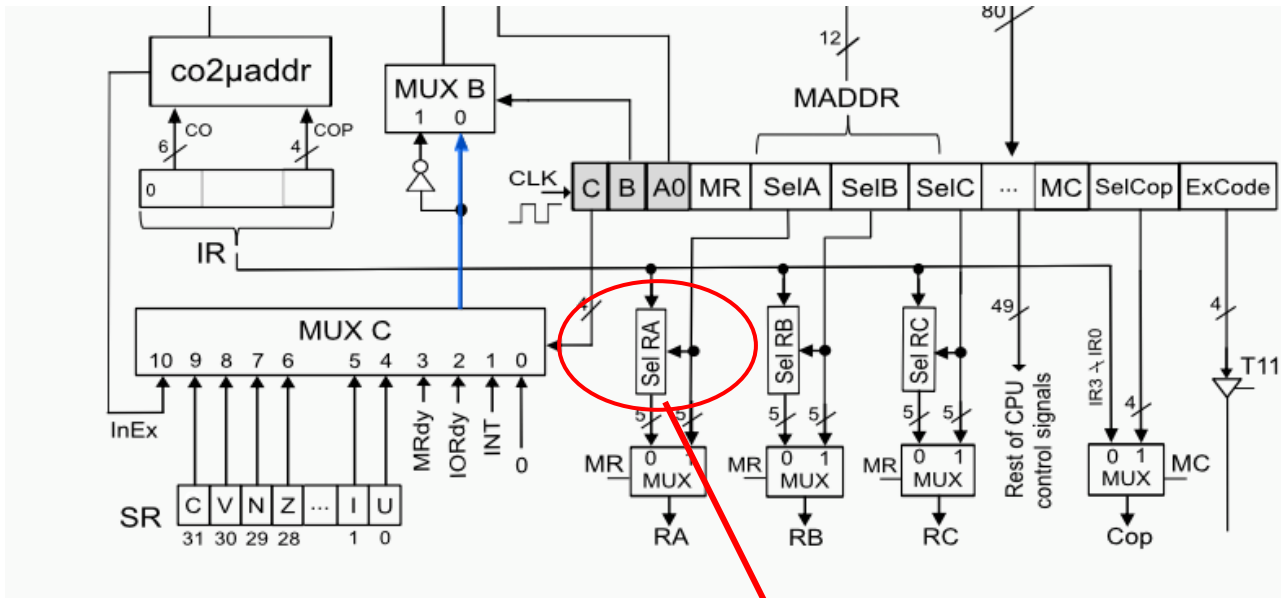 80
12
co2µaddr
MUX B
1 0
MADDR
CO
COP
6
4
CLK
C B A0 MR SelA SelB SelC ... MC SelCop ExCode
0
IR
4
49
4
MUX C
10 9 8 7 6 5 4 3 2 1 0
Sel RA
Sel RB
Sel RC
IR3
IR0
T11
InEx
MRdy
IORdy
INT
0
5 5
5 5
5 5
4
Rest of CPU
control signals
MR 0 1
MUX
MR 0 1
MUX
MR 0 1
MUX
0 1 MC
MUX
SR C V N Z ... I U
31 30 29 28 1 0
RA
RB
RC
Cop